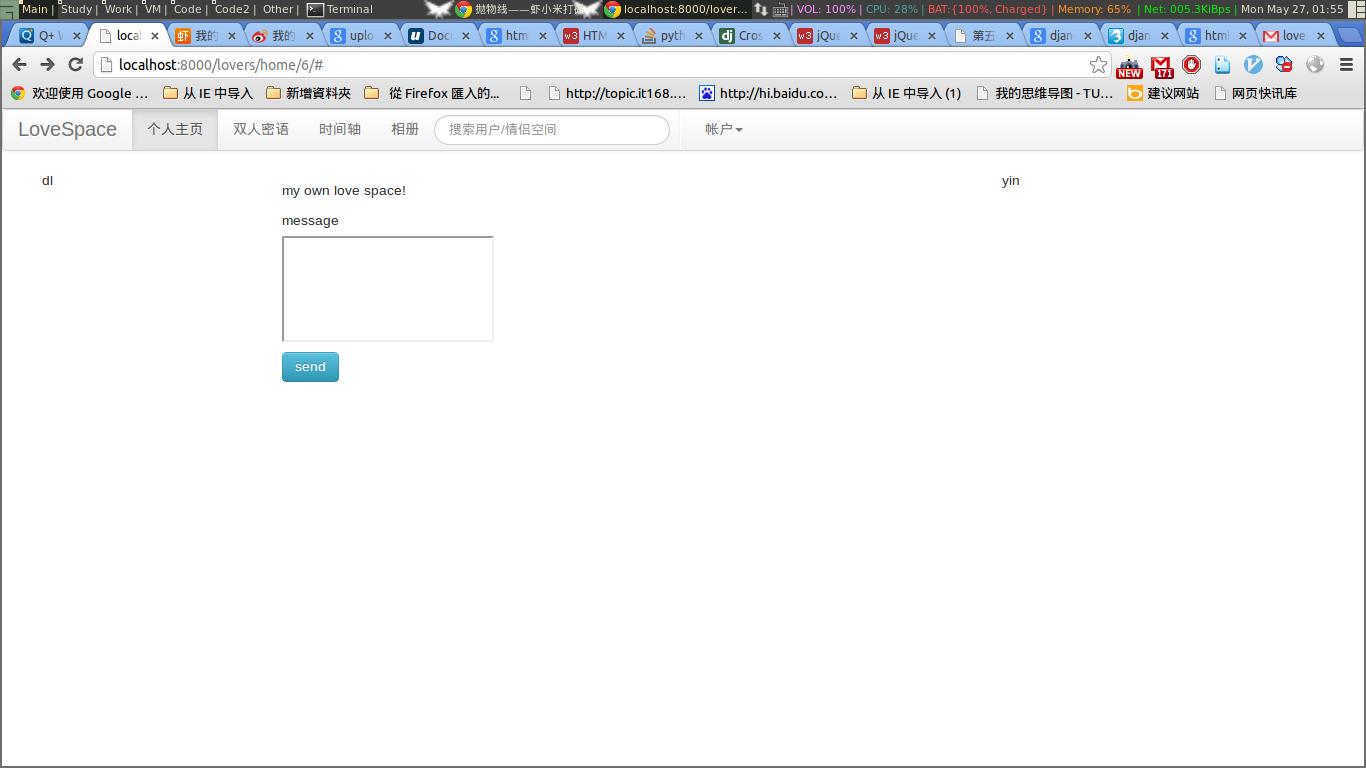 Main | Study | Work | VM | Code | Code2 | Other | Terminal 抛物线——虾小米打 localhost:8000/lover... | VOL: 100% | CPU: 28% | BAT:{100%, Charged} | Memory: 65% | Net: 005.3KiBps | Mon May 27, 01:55
Q+ local 我的 我的 uplo Doc htm HTM pyth Cros jQue jQue 第五 djan djan html love
localhost:8000/lovers/home/6/#
NEW 171
欢迎使用 Google ... 从 IE 中导入 新增資料夾 從 Firefox 匯入的... http://topic.it168.... http://hi.baidu.co... 从 IE 中导入 (1) 我的思维导图 - TU... 建议网站 网页快讯库
LoveSpace 个人主页 双人密语 时间轴 相册 搜索用户/情侣空间 帐户
dl
my own love space!
message
send
yin